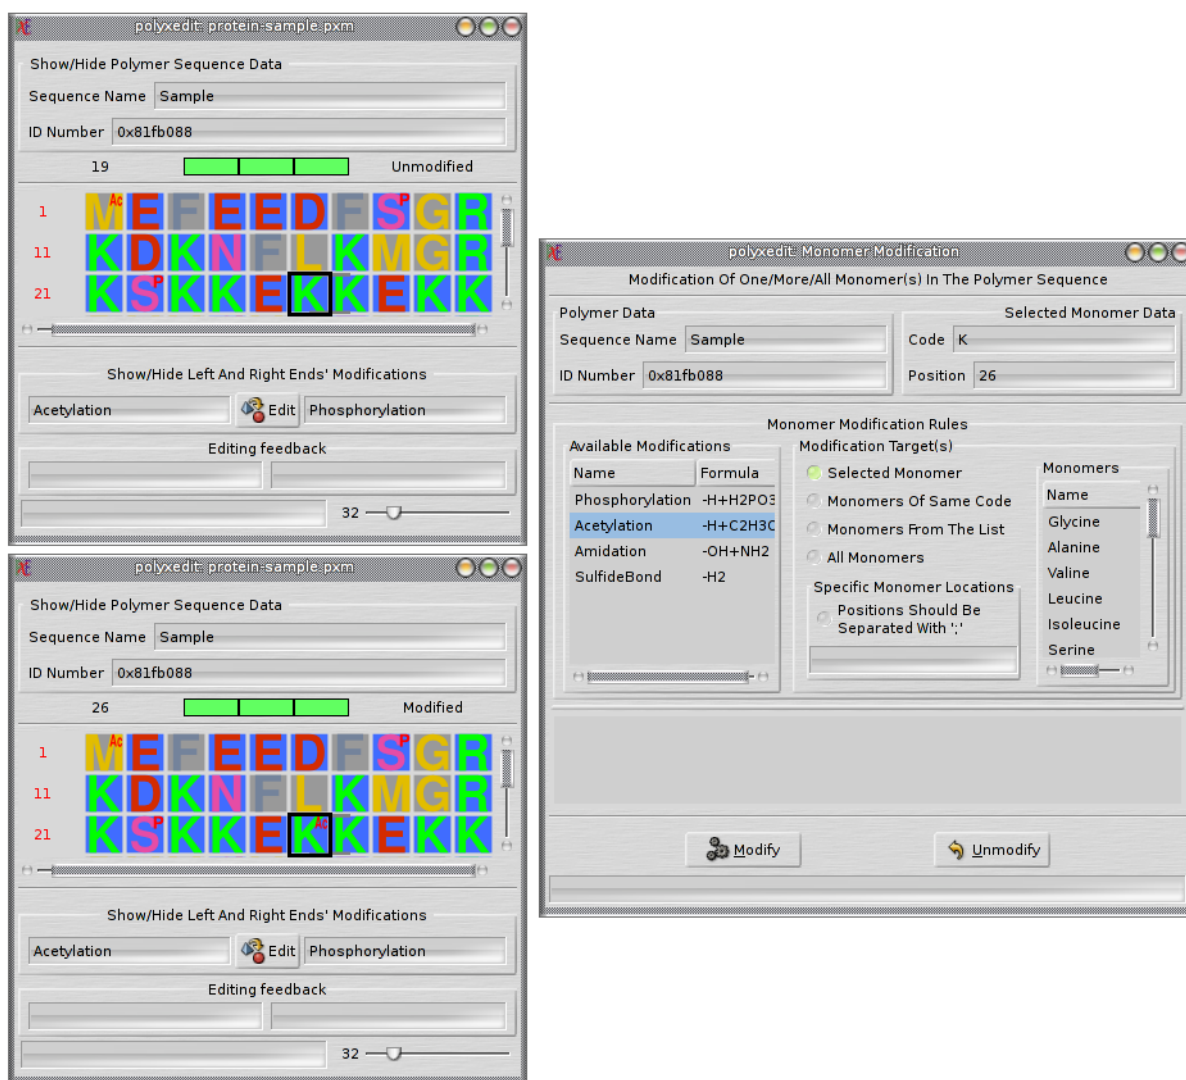 polyxedit: protein-sample.pxm
Show/Hide Polymer Sequence Data
Sequence Name Sample
ID Number 0x81fb088
19 Unmodified
1 M Ac E F E E D F S P G R
11 K D K N F L K M G R
21 K S P K K E K K E K K
Show/Hide Left And Right Ends' Modifications
Acetylation Edit Phosphorylation
Editing feedback
32
polyxedit: protein-sample.pxm
Show/Hide Polymer Sequence Data
Sequence Name Sample
ID Number 0x81fb088
26 Modified
1 M Ac E F E E D F S P G R
11 K D K N F L K M G R
21 K S P K K E K Ac K E K K
Show/Hide Left And Right Ends' Modifications
Acetylation Edit Phosphorylation
Editing feedback
32
polyxedit: Monomer Modification
Modification Of One/More/All Monomer(s) In The Polymer Sequence
Polymer Data
Sequence Name Sample
ID Number 0x81fb088
Selected Monomer Data
Code K
Position 26
Monomer Modification Rules
Available Modifications
Name Formula
Phosphorylation -H+H2PO3
Acetylation -H+C2H3O
Amidation -OH+NH2
SulfideBond -H2
Modification Target(s)
Selected Monomer
Monomers Of Same Code
Monomers From The List
All Monomers
Specific Monomer Locations
Positions Should Be
Separated With ';'
Monomers
Name
Glycine
Alanine
Valine
Leucine
Isoleucine
Serine
Modify
Unmodify